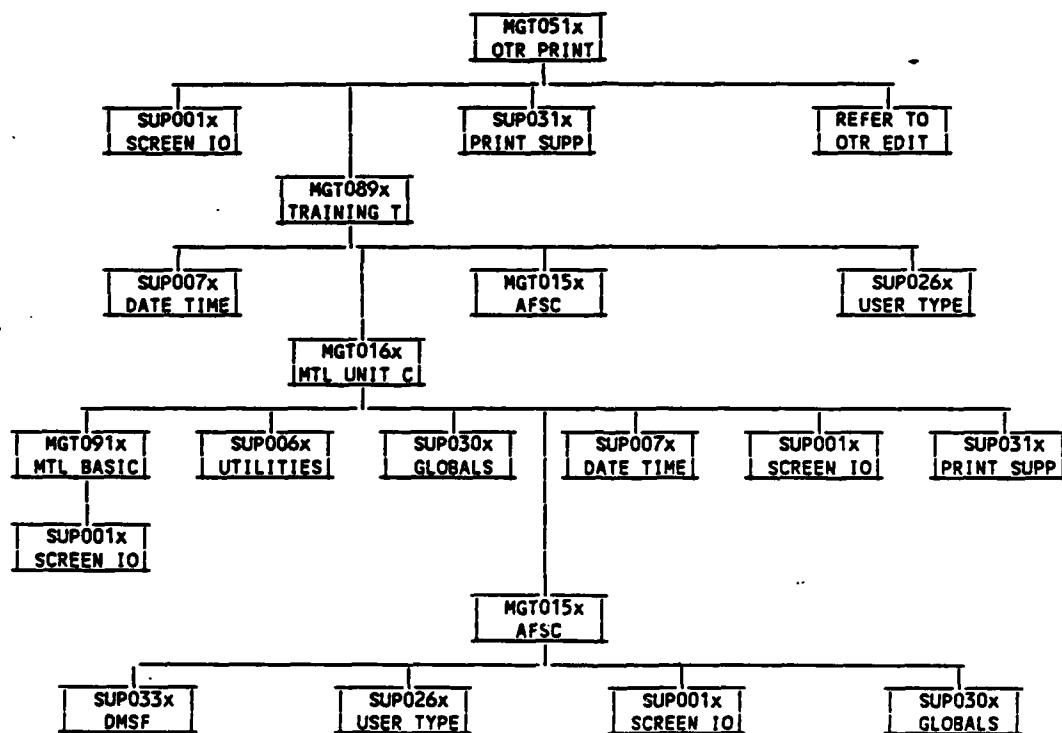 MGT051x
OTR PRINT
SUP001x
SCREEN IO
SUP031x
PRINT SUPP
REFER TO
OTR EDIT
MGT089x
TRAINING T
SUP007x
DATE TIME
MGT015x
AFSC
SUP026x
USER TYPE
MGT016x
MTL UNIT C
MGT091x
MTL BASIC
SUP006x
UTILITIES
SUP030x
GLOBALS
SUP007x
DATE TIME
SUP001x
SCREEN IO
SUP031x
PRINT SUPP
SUP001x
SCREEN IO
MGT015x
AFSC
SUP033x
DMSF
SUP026x
USER TYPE
SUP001x
SCREEN IO
SUP030x
GLOBALS